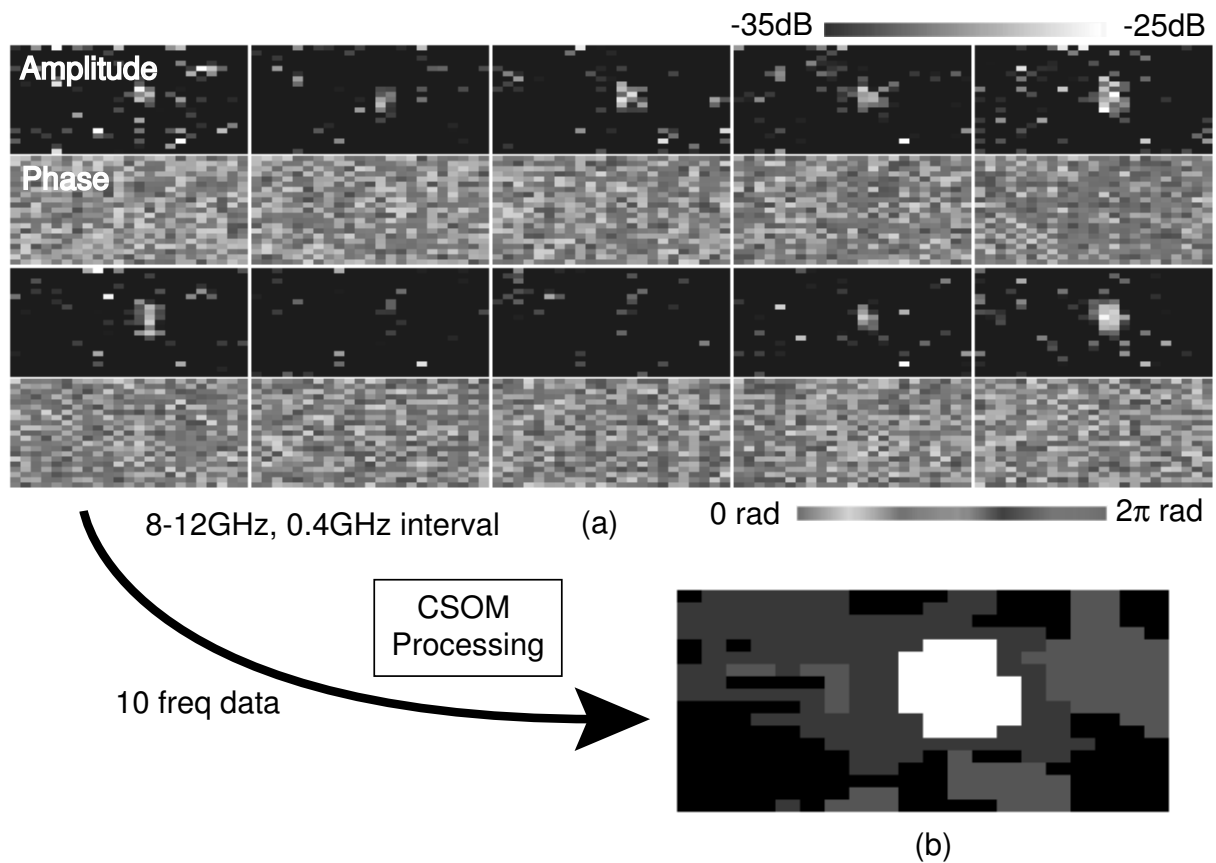 -35dB -25dB
Amplitude
Phase
8-12GHz, 0.4GHz interval (a) 0 rad 2π rad
CSOM
Processing
10 freq data
(b)